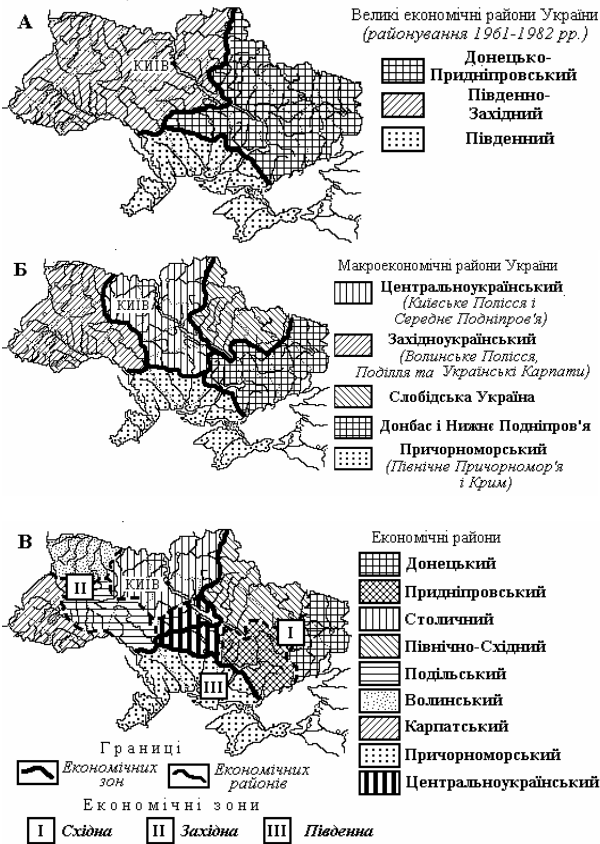 А
Великі економічні райони України
(районування 1961-1982 рр.)
КИЇВ
Донецько-
Придніпровський
Південно-
Західний
Південний
Б
Макроекономічні райони України
КИЇВ
Центральноукраїнський
(Київське Полісся і
Середнє Подніпров'я)
Західноукраїнський
(Волинське Полісся,
Поділля та Українські Карпати)
Слобідська Україна
Донбас і Нижнє Подніпров'я
Причорноморський
(Північне Причорномор'я
і Крим)
В
Економічні райони
КИЇВ
II
I
III
Донецький
Придніпровський
Столичний
Північно-Східний
Подільський
Волинський
Карпатський
Причорноморський
Центральноукраїнський
Границі
Економічних
зон
Економічних
районів
Економічні зони
I Східна II Західна III Південна